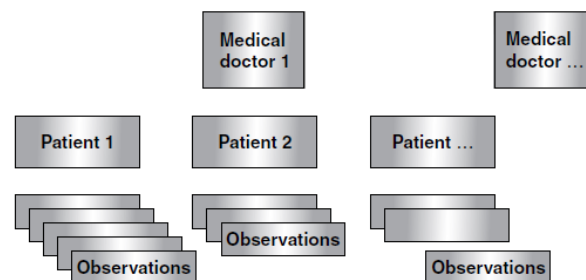 Medical
doctor 1
Medical
doctor ...
Patient 1
Patient 2
Patient ...
Observations
Observations
Observations